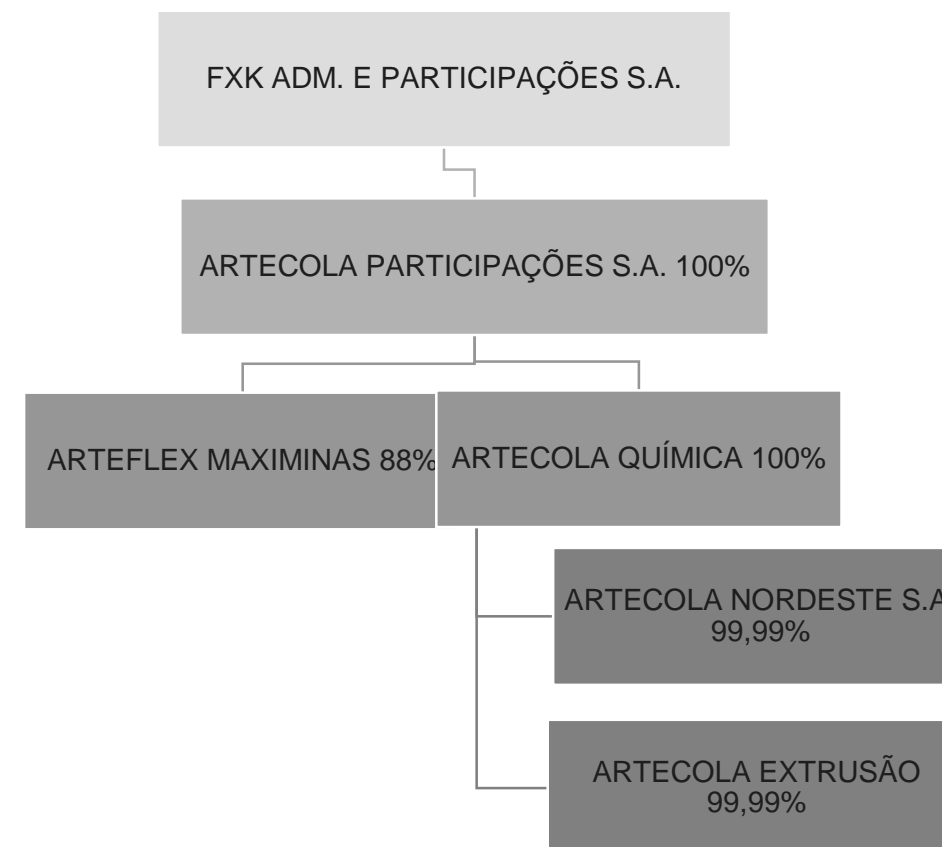 FXK ADM. E PARTICIPAÇÕES S.A.
ARTECOLA PARTICIPAÇÕES S.A. 100%
ARTEFLEX MAXIMINAS 88%
ARTECOLA QUÍMICA 100%
ARTECOLA NORDESTE S.A
99,99%
ARTECOLA EXTRUSÃO
99,99%